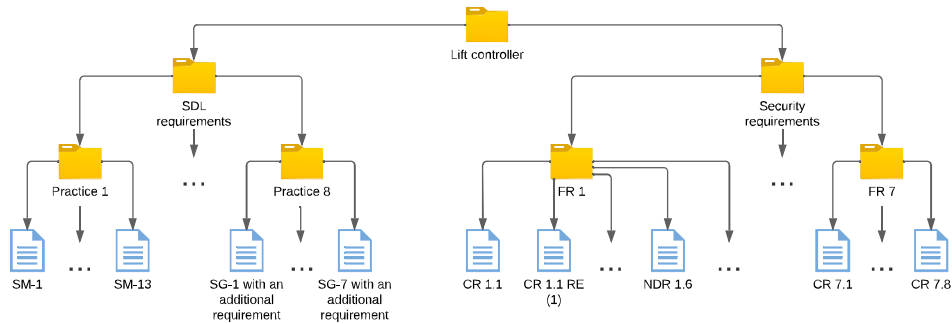 Lift controller
SDL
requirements
Security
requirements
...
...
Practice 1
Practice 8
FR 1
FR 7
...
...
...
...
...
SM-1
SM-13
SG-1 with an
additional
requirement
SG-7 with an
additional
requirement
CR 1.1
CR 1.1 RE
(1)
NDR 1.6
CR 7.1
CR 7.8